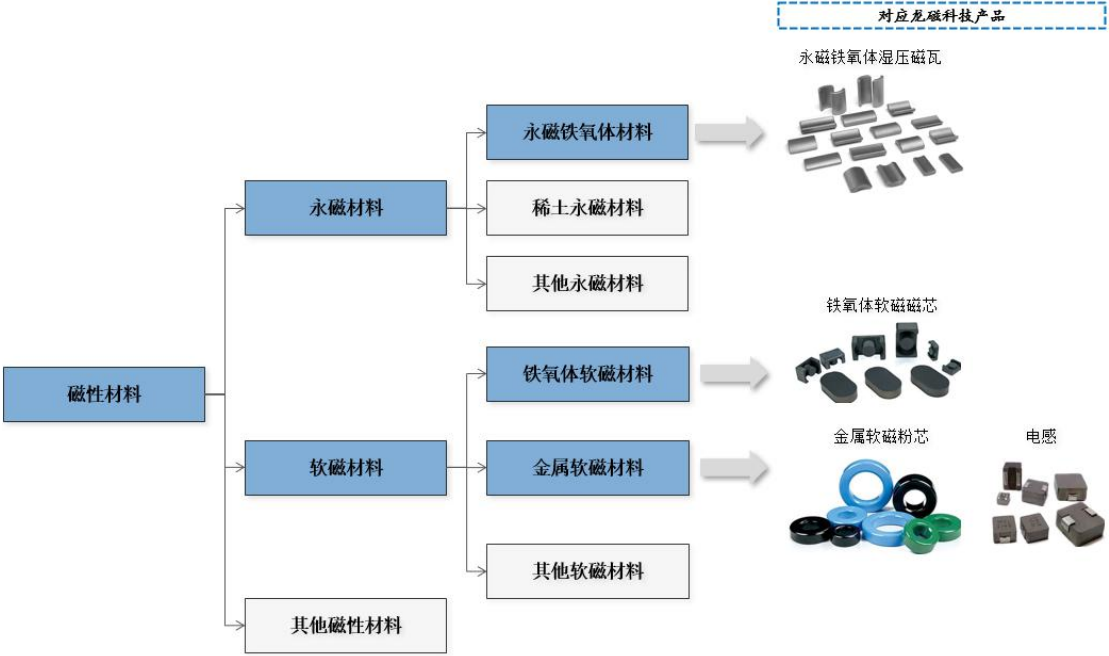 对应龙磁科技产品
永磁铁氧体湿压磁瓦
永磁铁氧体材料
永磁材料
稀土永磁材料
其他永磁材料
铁氧体软磁磁芯
磁性材料
铁氧体软磁材料
金属软磁粉芯
电感
软磁材料
金属软磁材料
其他软磁材料
其他磁性材料